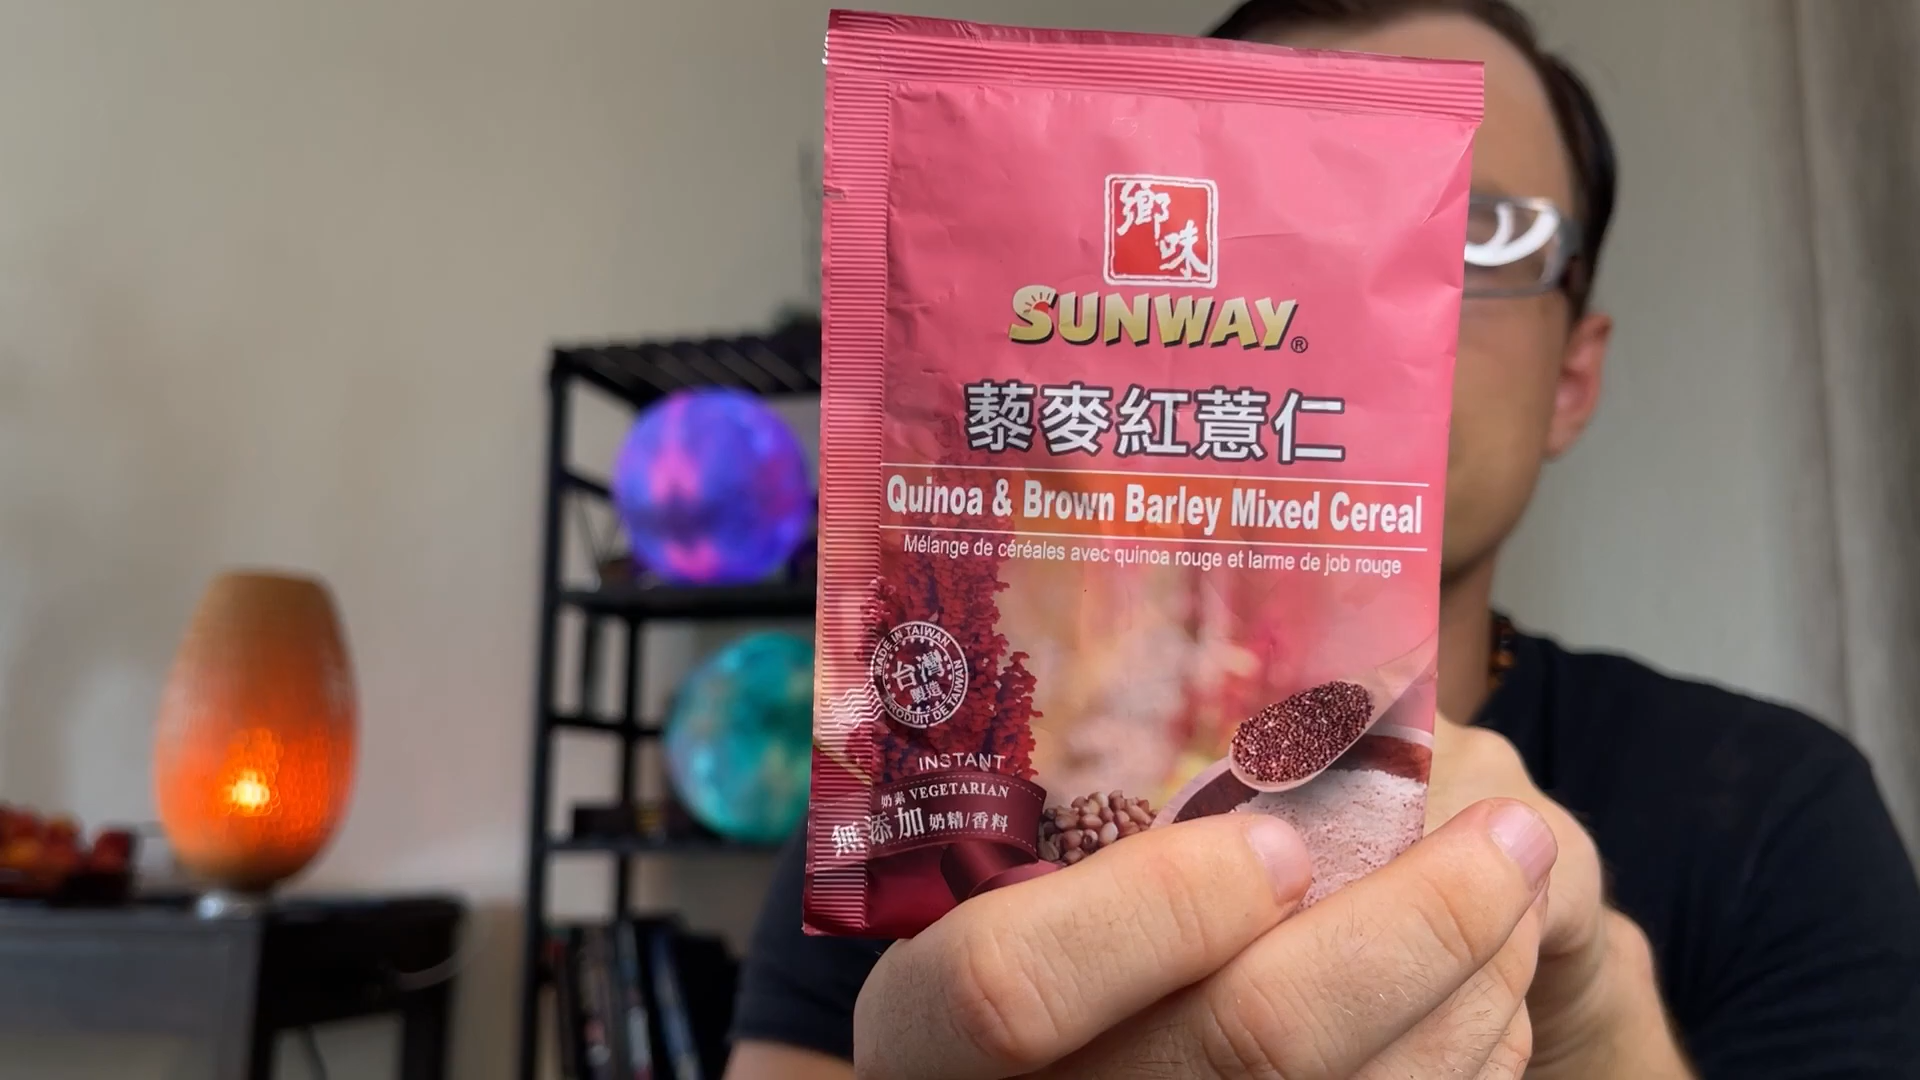 鄉味
SUNWAY®
藜麥紅薏仁
Quinoa & Brown Barley Mixed Cereal
Mélange de céréales avec quinoa rouge et larme de job rouge
MADE IN TAIWAN
台灣
製造
PRODUIT DE TAIWAN
INSTANT
奶素 VEGETARIAN
無添加 奶精/香料